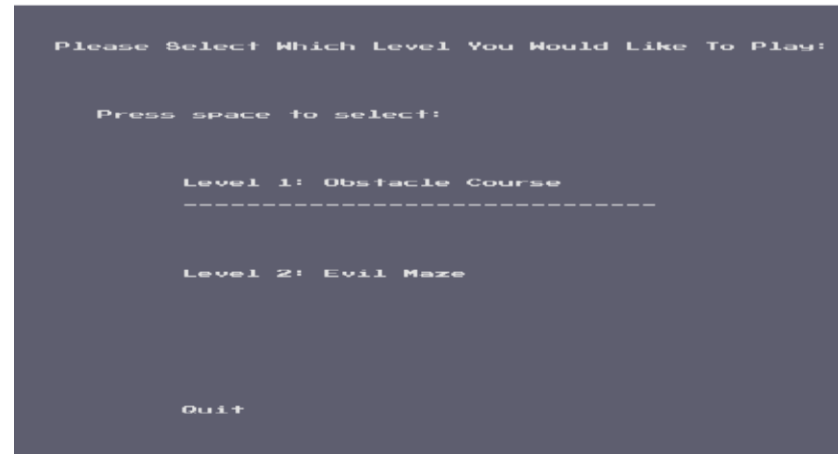 Please Select Which Level You Would Like To Play:
Press space to select:
Level 1: Obstacle Course
------------------------------
Level 2: Evil Maze
Quit